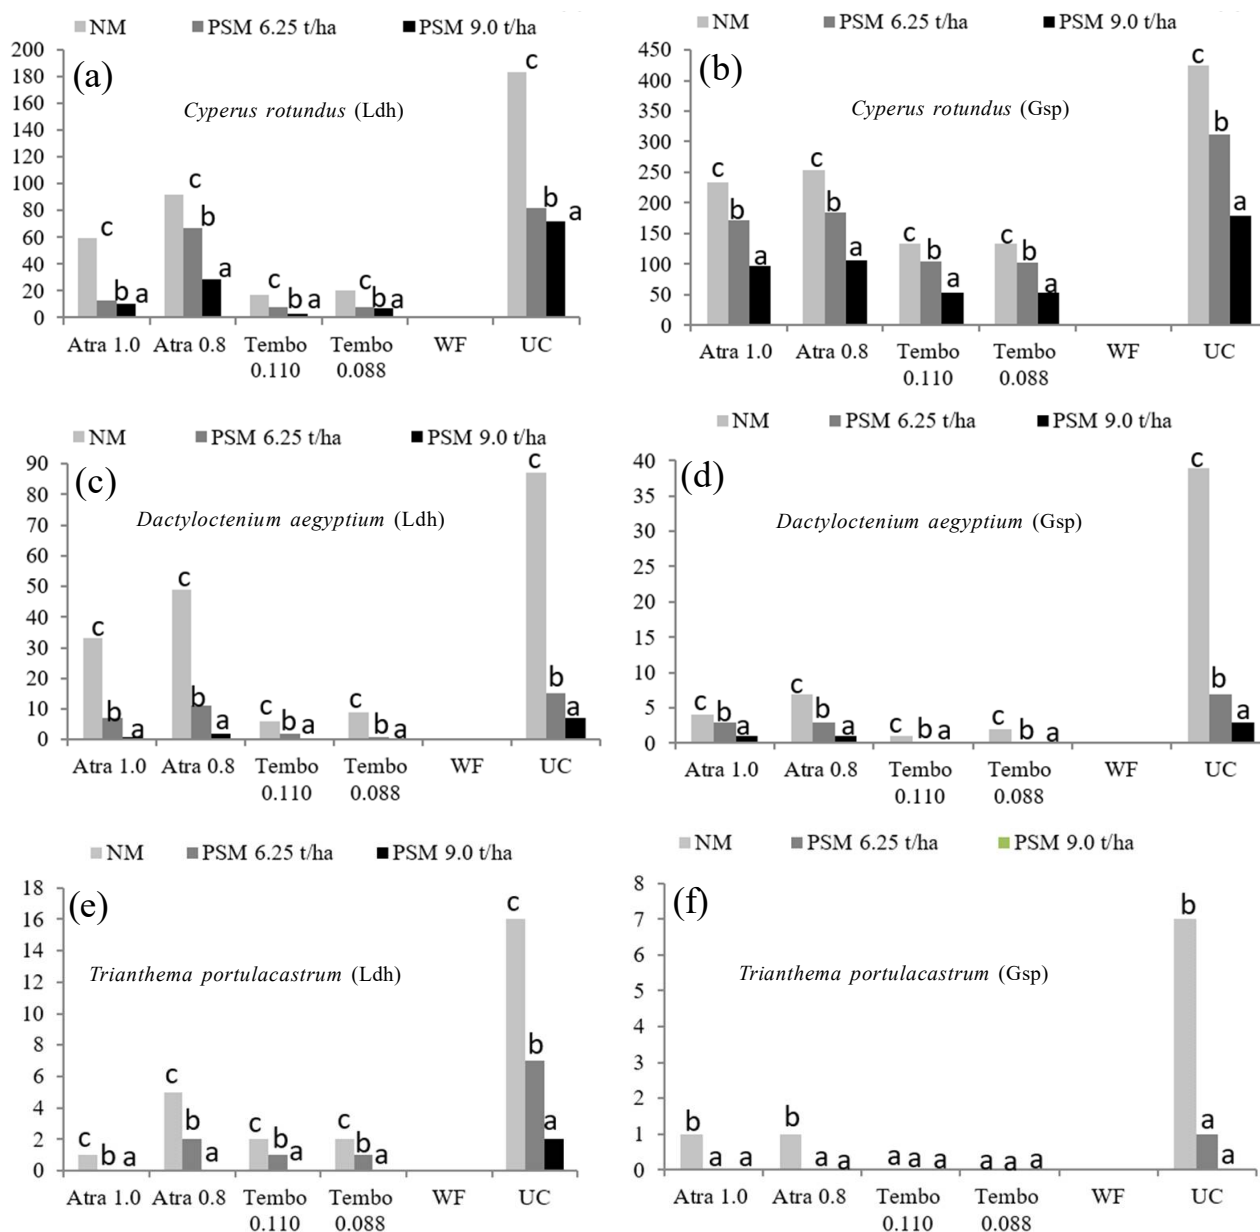 NM PSM 6.25 t/ha PSM 9.0 t/ha
200
180
160
140
120
100
80
60
40
20
0
(a)
Cyperus rotundus (Ldh)
c b a
c b a
c b a
c b a
c b a
Atra 1.0 Atra 0.8 Tembo 0.110 Tembo 0.088 WF UC
NM PSM 6.25 t/ha PSM 9.0 t/ha
450
400
350
300
250
200
150
100
50
0
(b)
Cyperus rotundus (Gsp)
c b a
c b a
c b a
c b a
c b a
Atra 1.0 Atra 0.8 Tembo 0.110 Tembo 0.088 WF UC
NM PSM 6.25 t/ha PSM 9.0 t/ha
90
80
70
60
50
40
30
20
10
0
(c)
Dactyloctenium aegyptium (Ldh)
c b a
c b a
c b a
c b a
c b a
Atra 1.0 Atra 0.8 Tembo 0.110 Tembo 0.088 WF UC
NM PSM 6.25 t/ha PSM 9.0 t/ha
40
35
30
25
20
15
10
5
0
(d)
Dactyloctenium aegyptium (Gsp)
c b a
c b a
c b a
c b a
c b a
Atra 1.0 Atra 0.8 Tembo 0.110 Tembo 0.088 WF UC
NM PSM 6.25 t/ha PSM 9.0 t/ha
18
16
14
12
10
8
6
4
2
0
(e)
Trianthema portulacastrum (Ldh)
c b a
c b a
c b a
c b a
c b a
Atra 1.0 Atra 0.8 Tembo 0.110 Tembo 0.088 WF UC
NM PSM 6.25 t/ha PSM 9.0 t/ha
8
7
6
5
4
3
2
1
0
(f)
Trianthema portulacastrum (Gsp)
b a a
b a a
a a a
a a a
b a a
Atra 1.0 Atra 0.8 Tembo 0.110 Tembo 0.088 WF UC